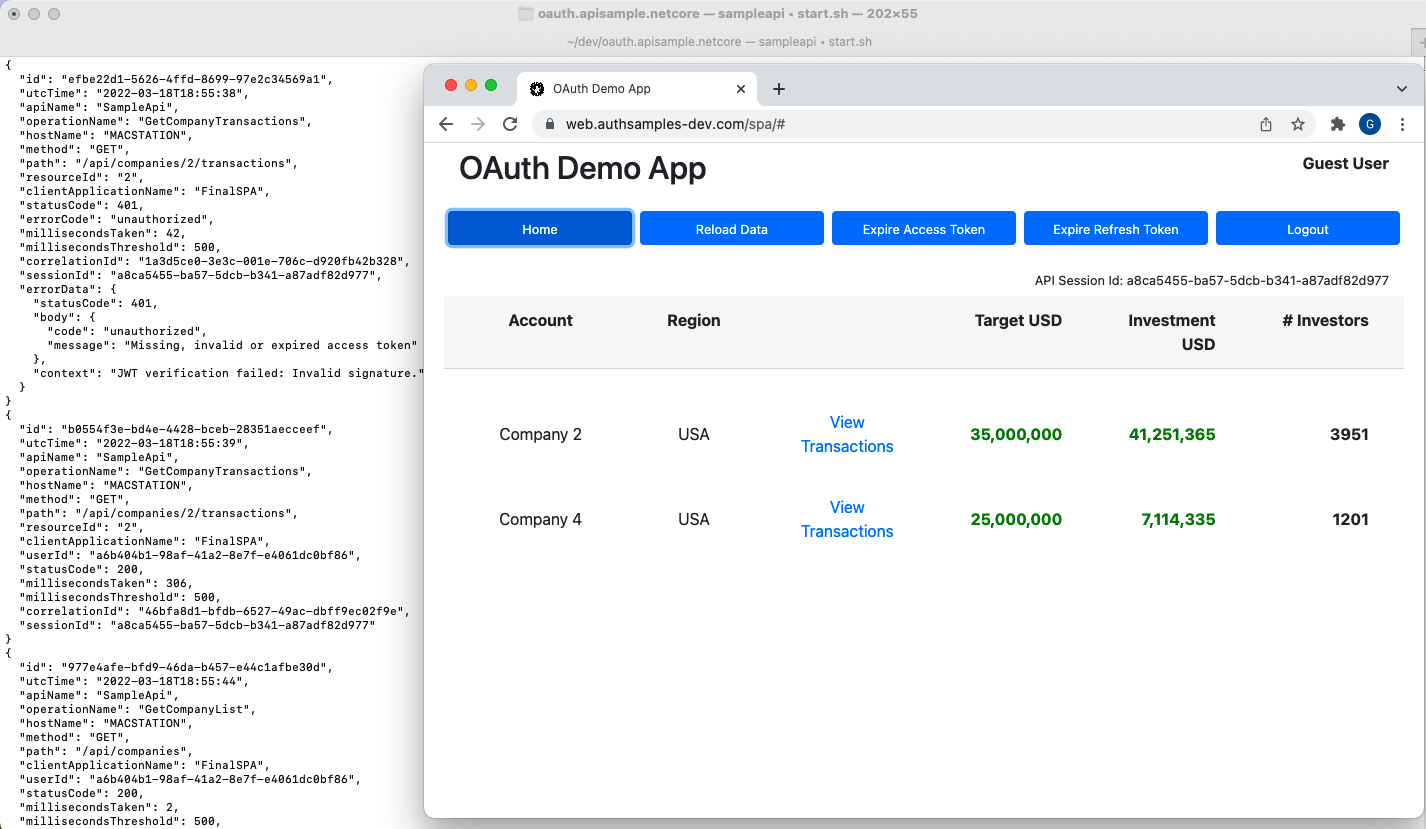 oauth.apisample.netcore — sampleapi ◂ start.sh — 202×55
~/dev/oauth.apisample.netcore — sampleapi ◂ start.sh
{
"id": "efbe22d1-5626-4ffd-8699-97e2c34569a1",
"utcTime": "2022-03-18T18:55:38",
"apiName": "SampleApi",
"operationName": "GetCompanyTransactions",
"hostName": "MACSTATION",
"method": "GET",
"path": "/api/companies/2/transactions",
"resourceId": "2",
"clientApplicationName": "FinalSPA",
"statusCode": 401,
"errorCode": "unauthorized",
"millisecondsTaken": 42,
"millisecondsThreshold": 500,
"correlationId": "1a3d5ce0-3e3c-001e-706c-d920fb42b328",
"sessionId": "a8ca5455-ba57-5dcb-b341-a87adf82d977",
"errorData": {
"statusCode": 401,
"body": {
"code": "unauthorized",
"message": "Missing, invalid or expired access token"
},
"context": "JWT verification failed: Invalid signature."
}
}
{
"id": "b0554f3e-bd4e-4428-bceb-28351aecceef",
"utcTime": "2022-03-18T18:55:39",
"apiName": "SampleApi",
"operationName": "GetCompanyTransactions",
"hostName": "MACSTATION",
"method": "GET",
"path": "/api/companies/2/transactions",
"resourceId": "2",
"clientApplicationName": "FinalSPA",
"userId": "a6b404b1-98af-41a2-8e7f-e4061dc0bf86",
"statusCode": 200,
"millisecondsTaken": 306,
"millisecondsThreshold": 500,
"correlationId": "46bfa8d1-bfdb-6527-49ac-dbff9ec02f9e",
"sessionId": "a8ca5455-ba57-5dcb-b341-a87adf82d977"
}
{
"id": "977e4afe-bfd9-46da-b457-e44c1afbe30d",
"utcTime": "2022-03-18T18:55:44",
"apiName": "SampleApi",
"operationName": "GetCompanyList",
"hostName": "MACSTATION",
"method": "GET",
"path": "/api/companies",
"clientApplicationName": "FinalSPA",
"userId": "a6b404b1-98af-41a2-8e7f-e4061dc0bf86",
"statusCode": 200,
"millisecondsTaken": 2,
"millisecondsThreshold": 500,
OAuth Demo App
web.authsamples-dev.com/spa/#
G
OAuth Demo App
Guest User
Home Reload Data Expire Access Token Expire Refresh Token Logout
API Session Id: a8ca5455-ba57-5dcb-b341-a87adf82d977
Account Region Target USD Investment USD # Investors
Company 2 USA View Transactions 35,000,000 41,251,365 3951
Company 4 USA View Transactions 25,000,000 7,114,335 1201